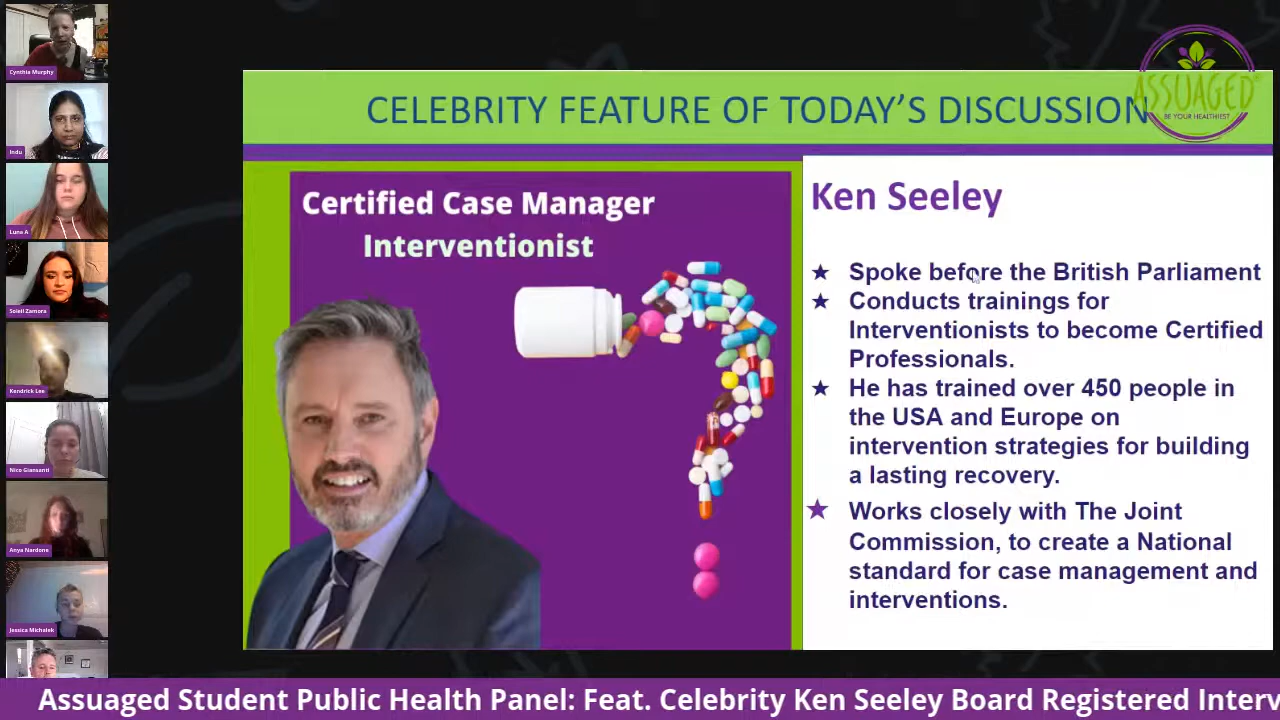 Cynthia Murphy
Indu
Luna A
Soleil Zamora
Kendrick Lee
Nico Giansanti
Anya Nardone
Jessica Michalek
CELEBRITY FEATURE OF TODAY'S DISCUSSION
ASSUAGED
BE YOUR HEALTHIEST
Certified Case Manager
Interventionist
Ken Seeley
★ Spoke before the British Parliament
★ Conducts trainings for
Interventionists to become Certified
Professionals.
★ He has trained over 450 people in
the USA and Europe on
intervention strategies for building
a lasting recovery.
★ Works closely with The Joint
Commission, to create a National
standard for case management and
interventions.
Assuaged Student Public Health Panel: Feat. Celebrity Ken Seeley Board Registered Interv